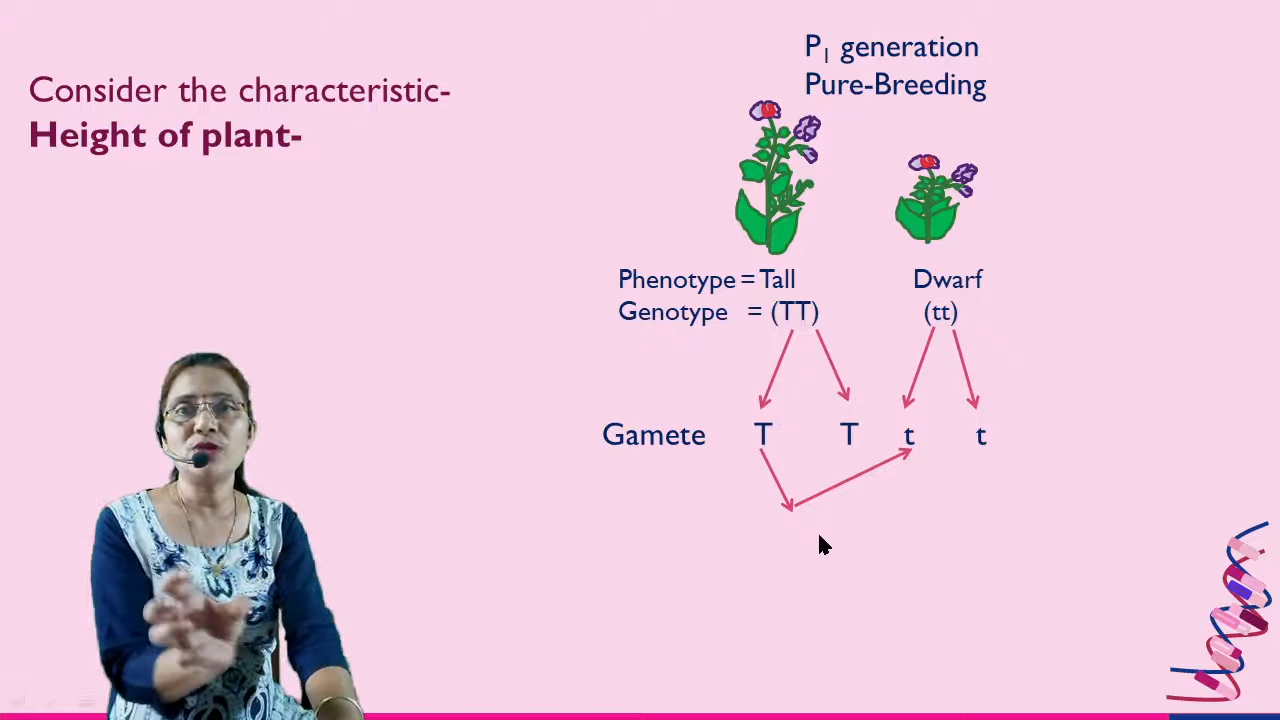 Consider the characteristic-
Height of plant-
P1 generation
Pure-Breeding
Phenotype = Tall
Dwarf
Genotype = (TT)
(tt)
Gamete T T t t